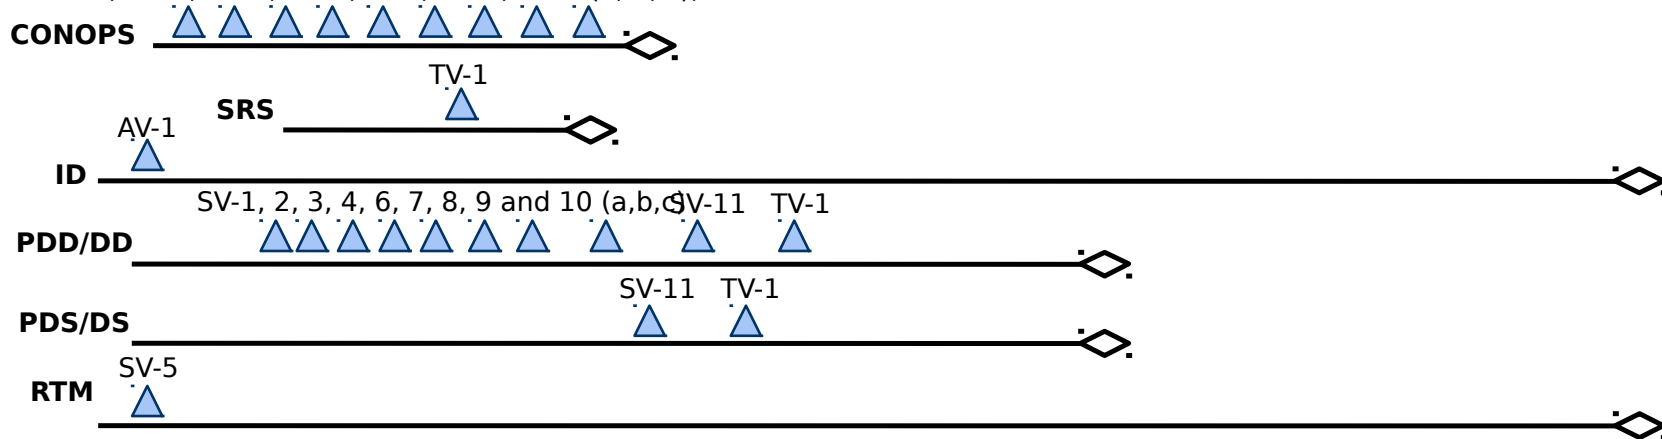 CONOPS
TV-1
SRS
AV-1
ID
SV-1, 2, 3, 4, 6, 7, 8, 9 and 10 (a,b,c)
SV-11
TV-1
PDD/DD
SV-11
TV-1
PDS/DS
SV-5
RTM